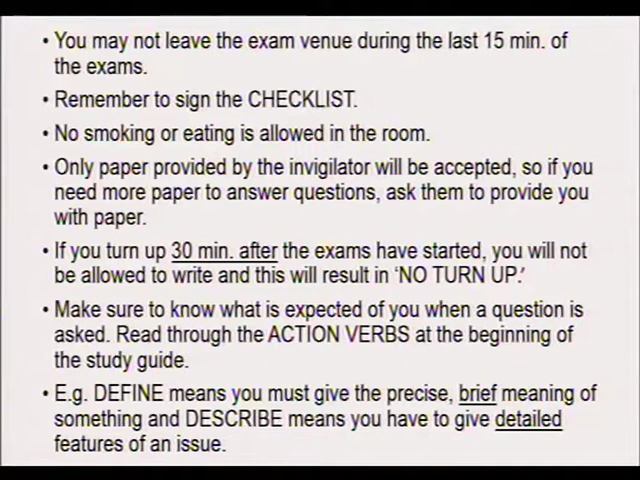 • You may not leave the exam venue during the last 15 min. of
the exams.
• Remember to sign the CHECKLIST.
• No smoking or eating is allowed in the room.
• Only paper provided by the invigilator will be accepted, so if you
need more paper to answer questions, ask them to provide you
with paper.
• If you turn up 30 min. after the exams have started, you will not
be allowed to write and this will result in ‘NO TURN UP.’
• Make sure to know what is expected of you when a question is
asked. Read through the ACTION VERBS at the beginning of
the study guide.
• E.g. DEFINE means you must give the precise, brief meaning of
something and DESCRIBE means you have to give detailed
features of an issue.